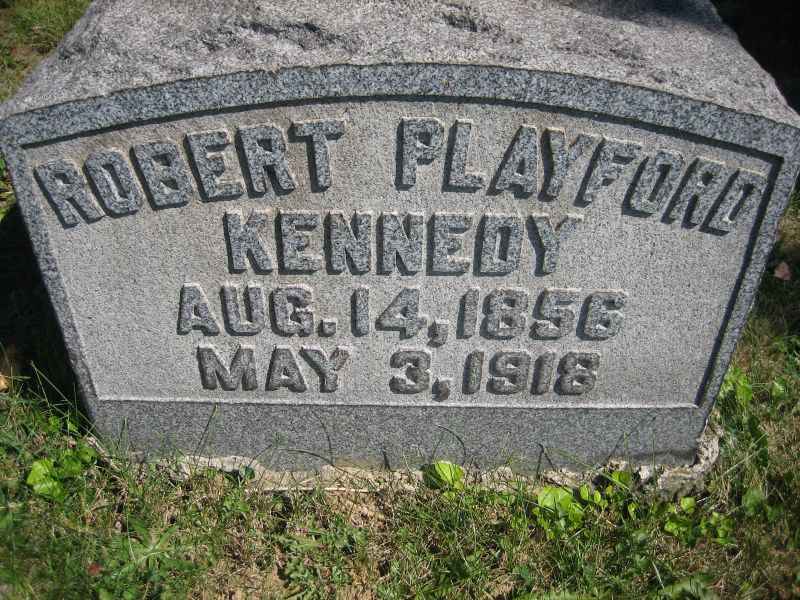 ROBERT PLAYFORD
KENNEDY
AUG. 14, 1856
MAY 3, 1918